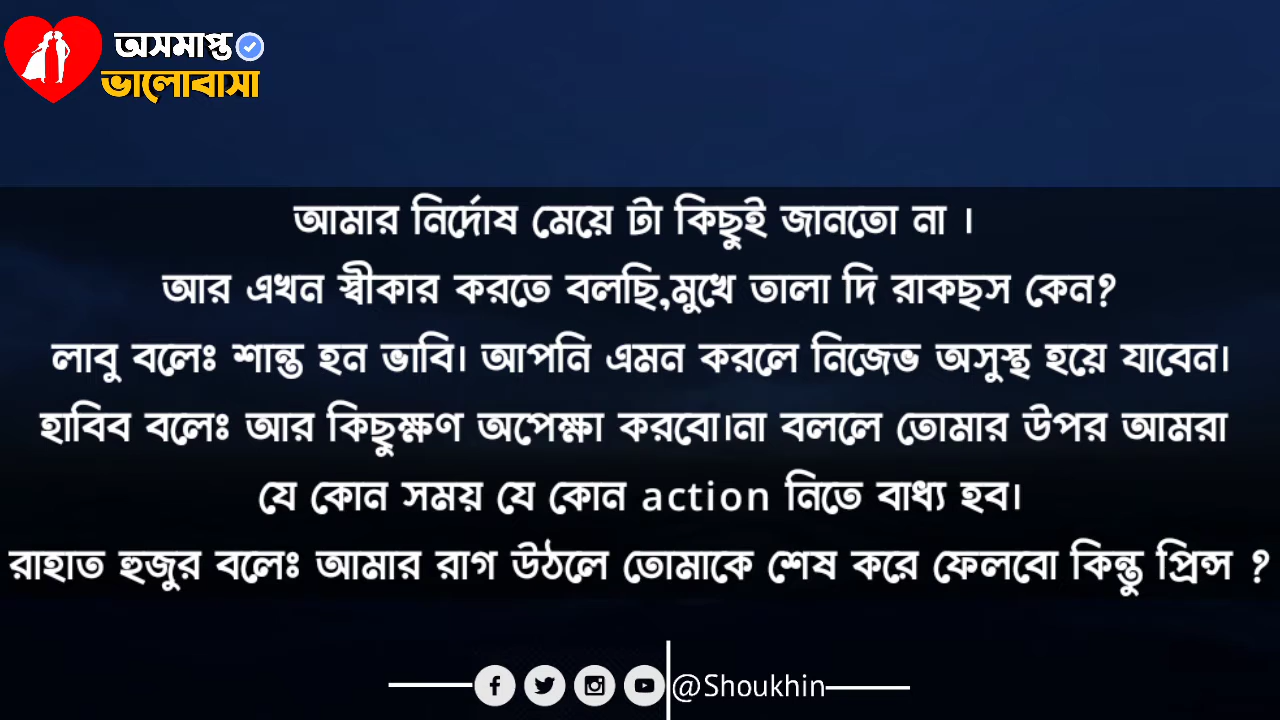 অসমাপ্ত
ভালোবাসা
আমার নির্দোষ মেয়ে টা কিছুই জানতো না ।
আর এখন স্বীকার করতে বলছি,মুখে তালা দি রাকছস কেন?
লাবু বলেঃ শান্ত হন ভাবি। আপনি এমন করলে নিজেভ অসুস্থ হয়ে যাবেন।
হাবিব বলেঃ আর কিছুক্ষণ অপেক্ষা করবো।না বললে তোমার উপর আমরা
যে কোন সময় যে কোন action নিতে বাধ্য হব।
রাহাত হুজুর বলেঃ আমার রাগ উঠলে তোমাকে শেষ করে ফেলবো কিন্তু প্রিন্স ?
@Shoukhin